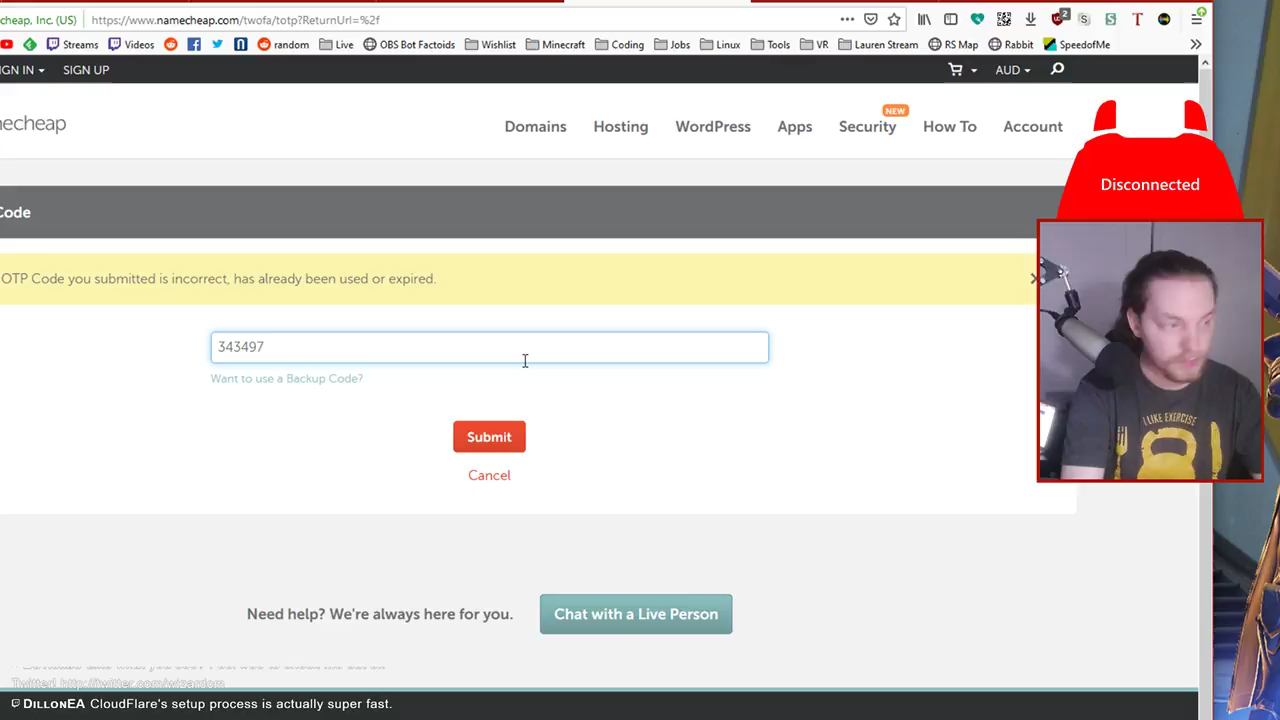 cheap, Inc. (US) https://www.namecheap.com/twofa/totp?ReturnUrl=%2f
2
Streams Videos random Live OBS Bot Factoids Wishlist Minecraft Coding Jobs Linux Tools VR Lauren Stream RS Map Rabbit SpeedofMe
GN IN SIGN UP AUD
necheap Domains Hosting WordPress Apps Security NEW How To Account
Disconnected
Code
OTP Code you submitted is incorrect, has already been used or expired.
343497
Want to use a Backup Code?
Submit
Cancel
I LIKE EXERCISE
Need help? We're always here for you. Chat with a Live Person
Twitter! http://twitter.com/wizardom
DILLONEA CloudFlare's setup process is actually super fast.